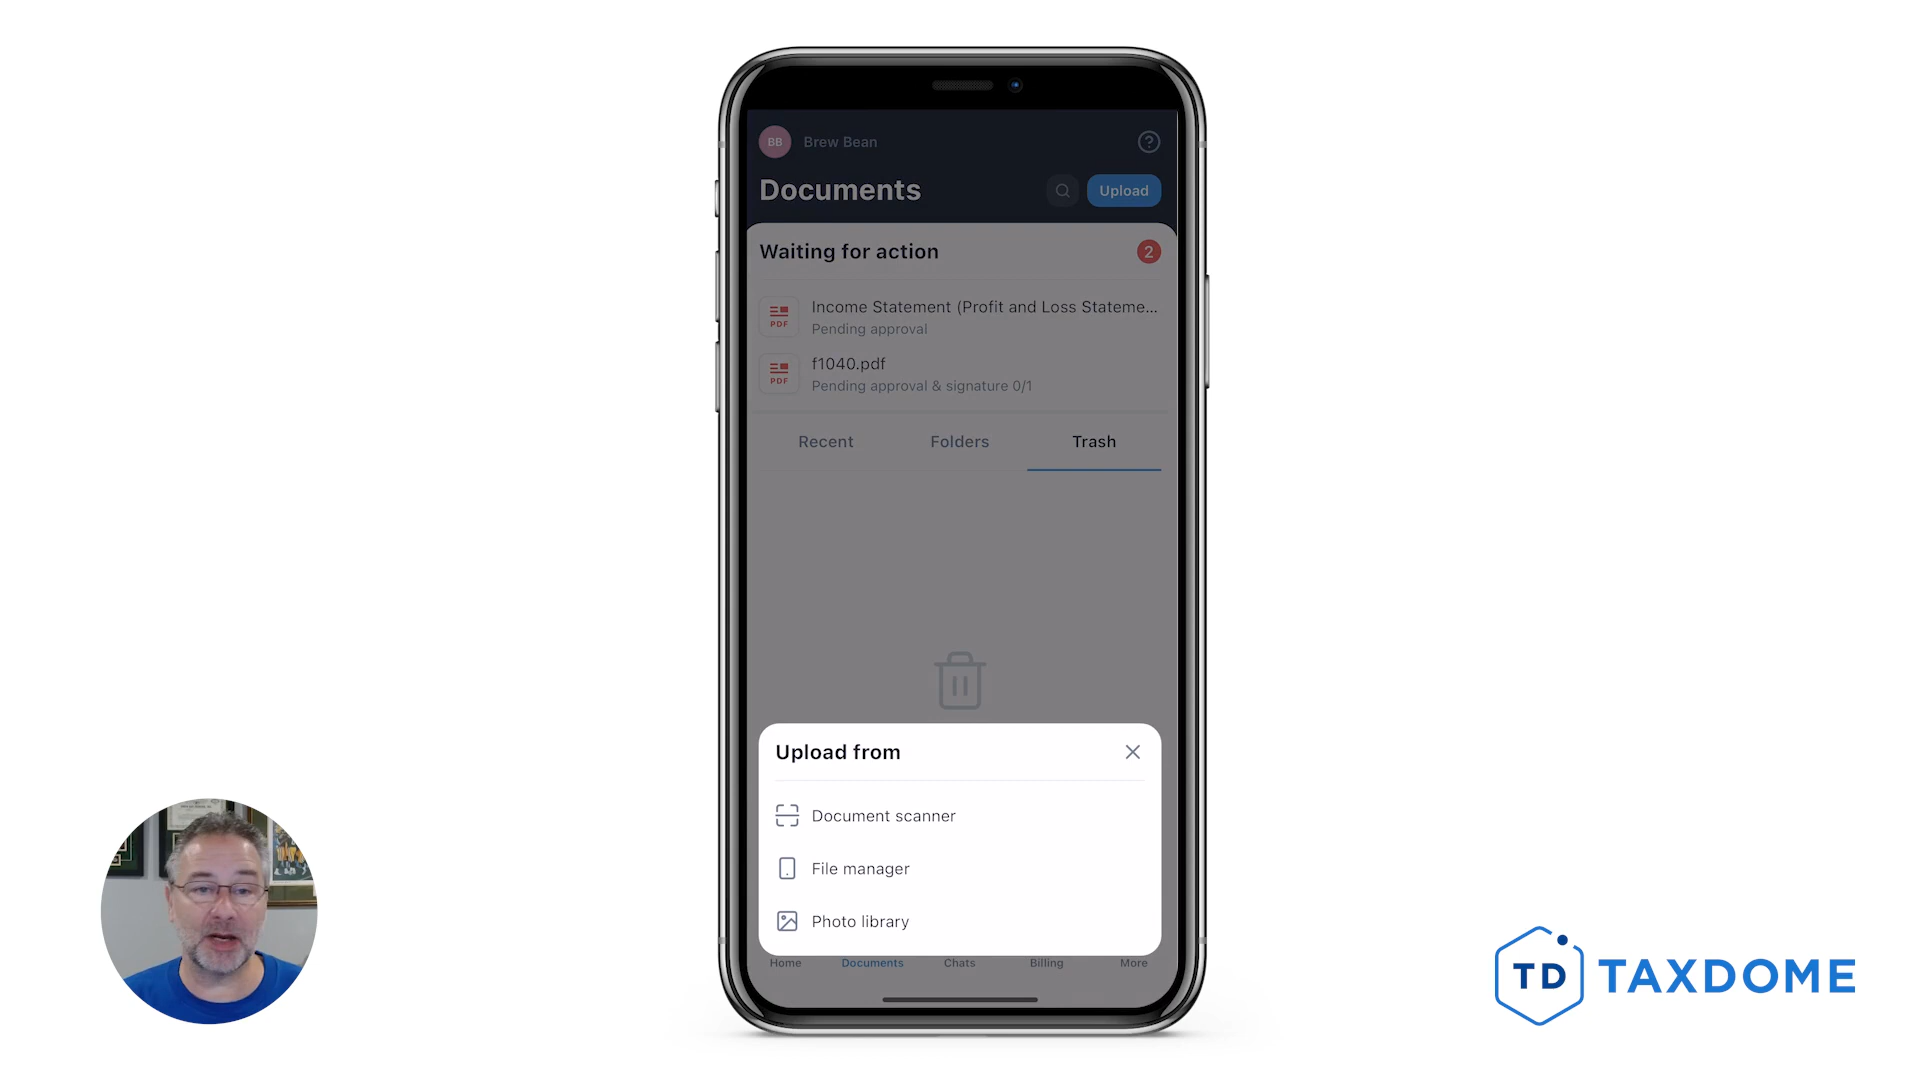 BB
Brew Bean
Documents
Upload
Waiting for action
2
PDF
Income Statement (Profit and Loss Stateme...
Pending approval
PDF
f1040.pdf
Pending approval & signature 0/1
Recent
Folders
Trash
Upload from
Document scanner
File manager
Photo library
Home
Documents
Chats
Billing
More
TD TAXDOME